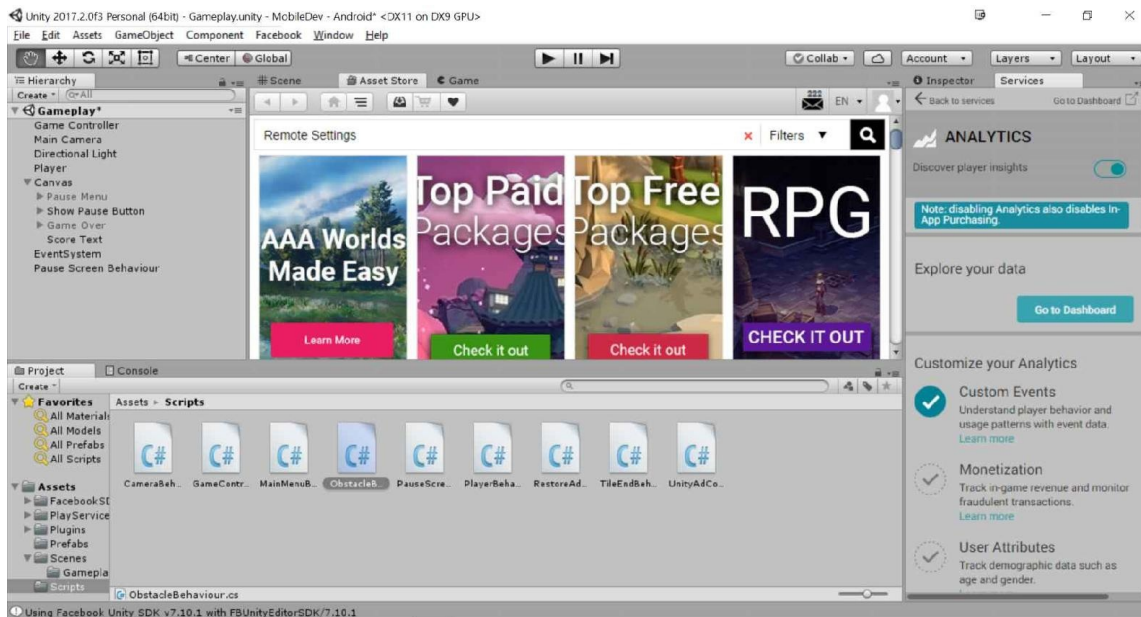 Unity 2017.2.0f3 Personal (64bit) - Gameplay.unity - MobileDev - Android* <DX11 on DX9 GPU>
File Edit Assets GameObject Component Facebook Window Help
Center Global
Collab Account Layers Layout
Hierarchy
Create All
Gameplay*
Game Controller
Main Camera
Directional Light
Player
Canvas
Pause Menu
Show Pause Button
Game Over
Score Text
EventSystem
Pause Screen Behaviour
Scene Asset Store Game
222 EN
Remote Settings Filters
AAA Worlds
Made Easy
Learn More
Top Paid
Packages
Check it out
Top Free
Packages
Check it out
RPG
CHECK IT OUT
Inspector Services
Back to services Go to Dashboard
ANALYTICS
Discover player insights
Note: disabling Analytics also disables In-
App Purchasing.
Explore your data
Go to Dashboard
Customize your Analytics
Custom Events
Understand player behavior and
usage patterns with event data.
Learn more
Monetization
Track in-game revenue and monitor
fraudulent transactions.
Learn more
User Attributes
Track demographic data such as
age and gender.
Project Console
Create
Favorites
All Materials
All Models
All Prefabs
All Scripts
Assets
FacebookSD
PlayService
Plugins
Prefabs
Scenes
Gamepla
Scripts
Assets Scripts
C# C# C# C# C# C# C# C# C#
CameraBeh... GameContr... MainMenuB... ObstacleB... PauseScre... PlayerBeha... RestoreAd... TileEndBeh... UnityAdCo...
ObstacleBehaviour.cs
Using Facebook Unity SDK v7.10.1 with FBUnityEditorSDK/7.10.1